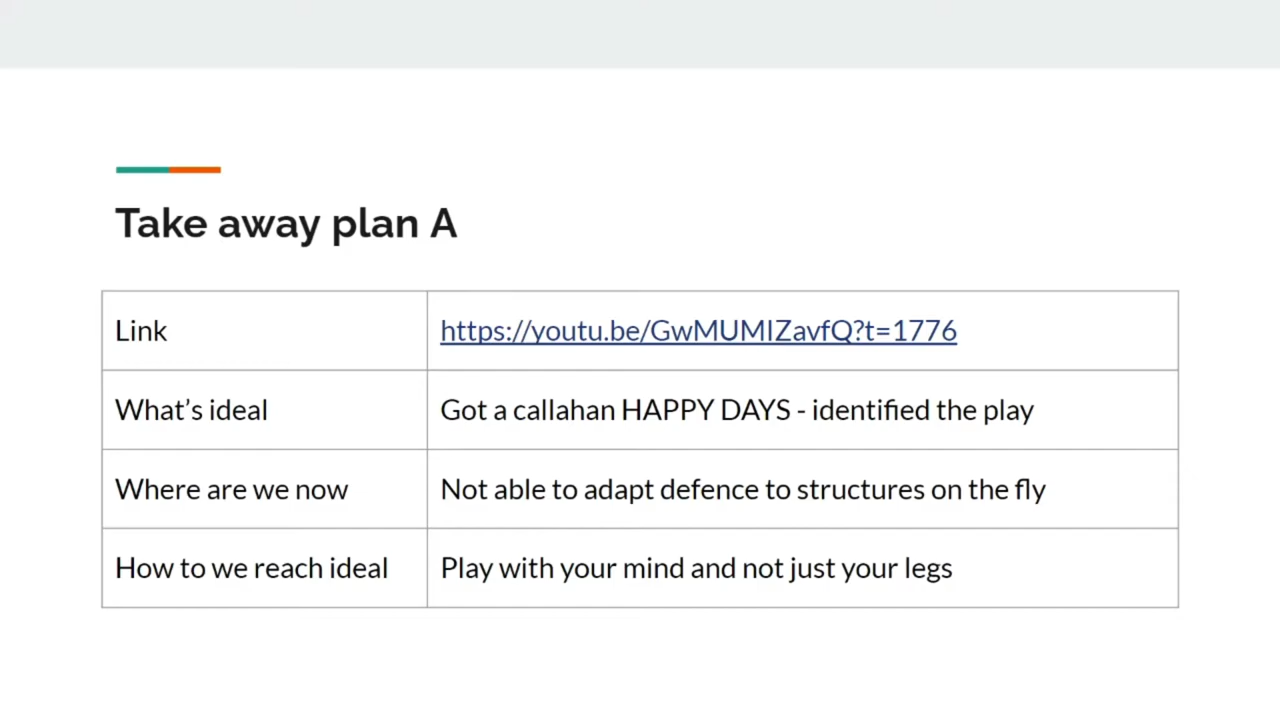 Take away plan A
Link https://youtu.be/GwMUMIZavfQ?t=1776
What's ideal Got a callahan HAPPY DAYS - identified the play
Where are we now Not able to adapt defence to structures on the fly
How to we reach ideal Play with your mind and not just your legs